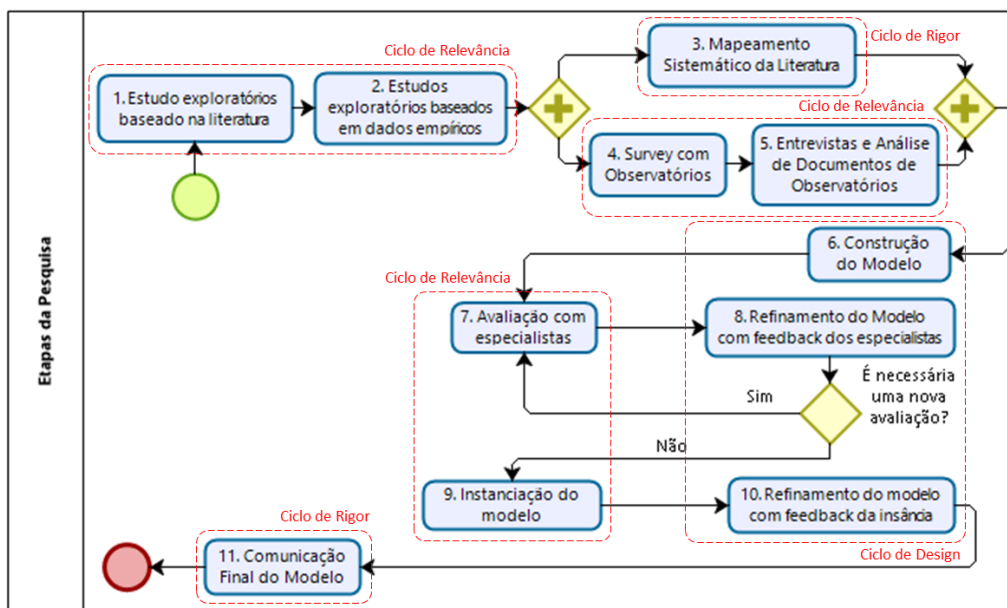 Etapas da Pesquisa
Ciclo de Relevância
1. Estudo exploratórios
baseado na literatura
2. Estudos
exploratórios baseados
em dados empíricos
3. Mapeamento
Sistemático da Literatura
Ciclo de Rigor
Ciclo de Relevância
4. Survey com
Observatórios
5. Entrevistas e Análise
de Documentos de
Observatórios
6. Construção
do Modelo
Ciclo de Relevância
7. Avaliação com
especialistas
8. Refinamento do Modelo
com feedback dos especialistas
É necessária
uma nova
avaliação?
Sim
Não
9. Instanciação do
modelo
10. Refinamento do modelo
com feedback da insância
Ciclo de Design
Ciclo de Rigor
11. Comunicação
Final do Modelo